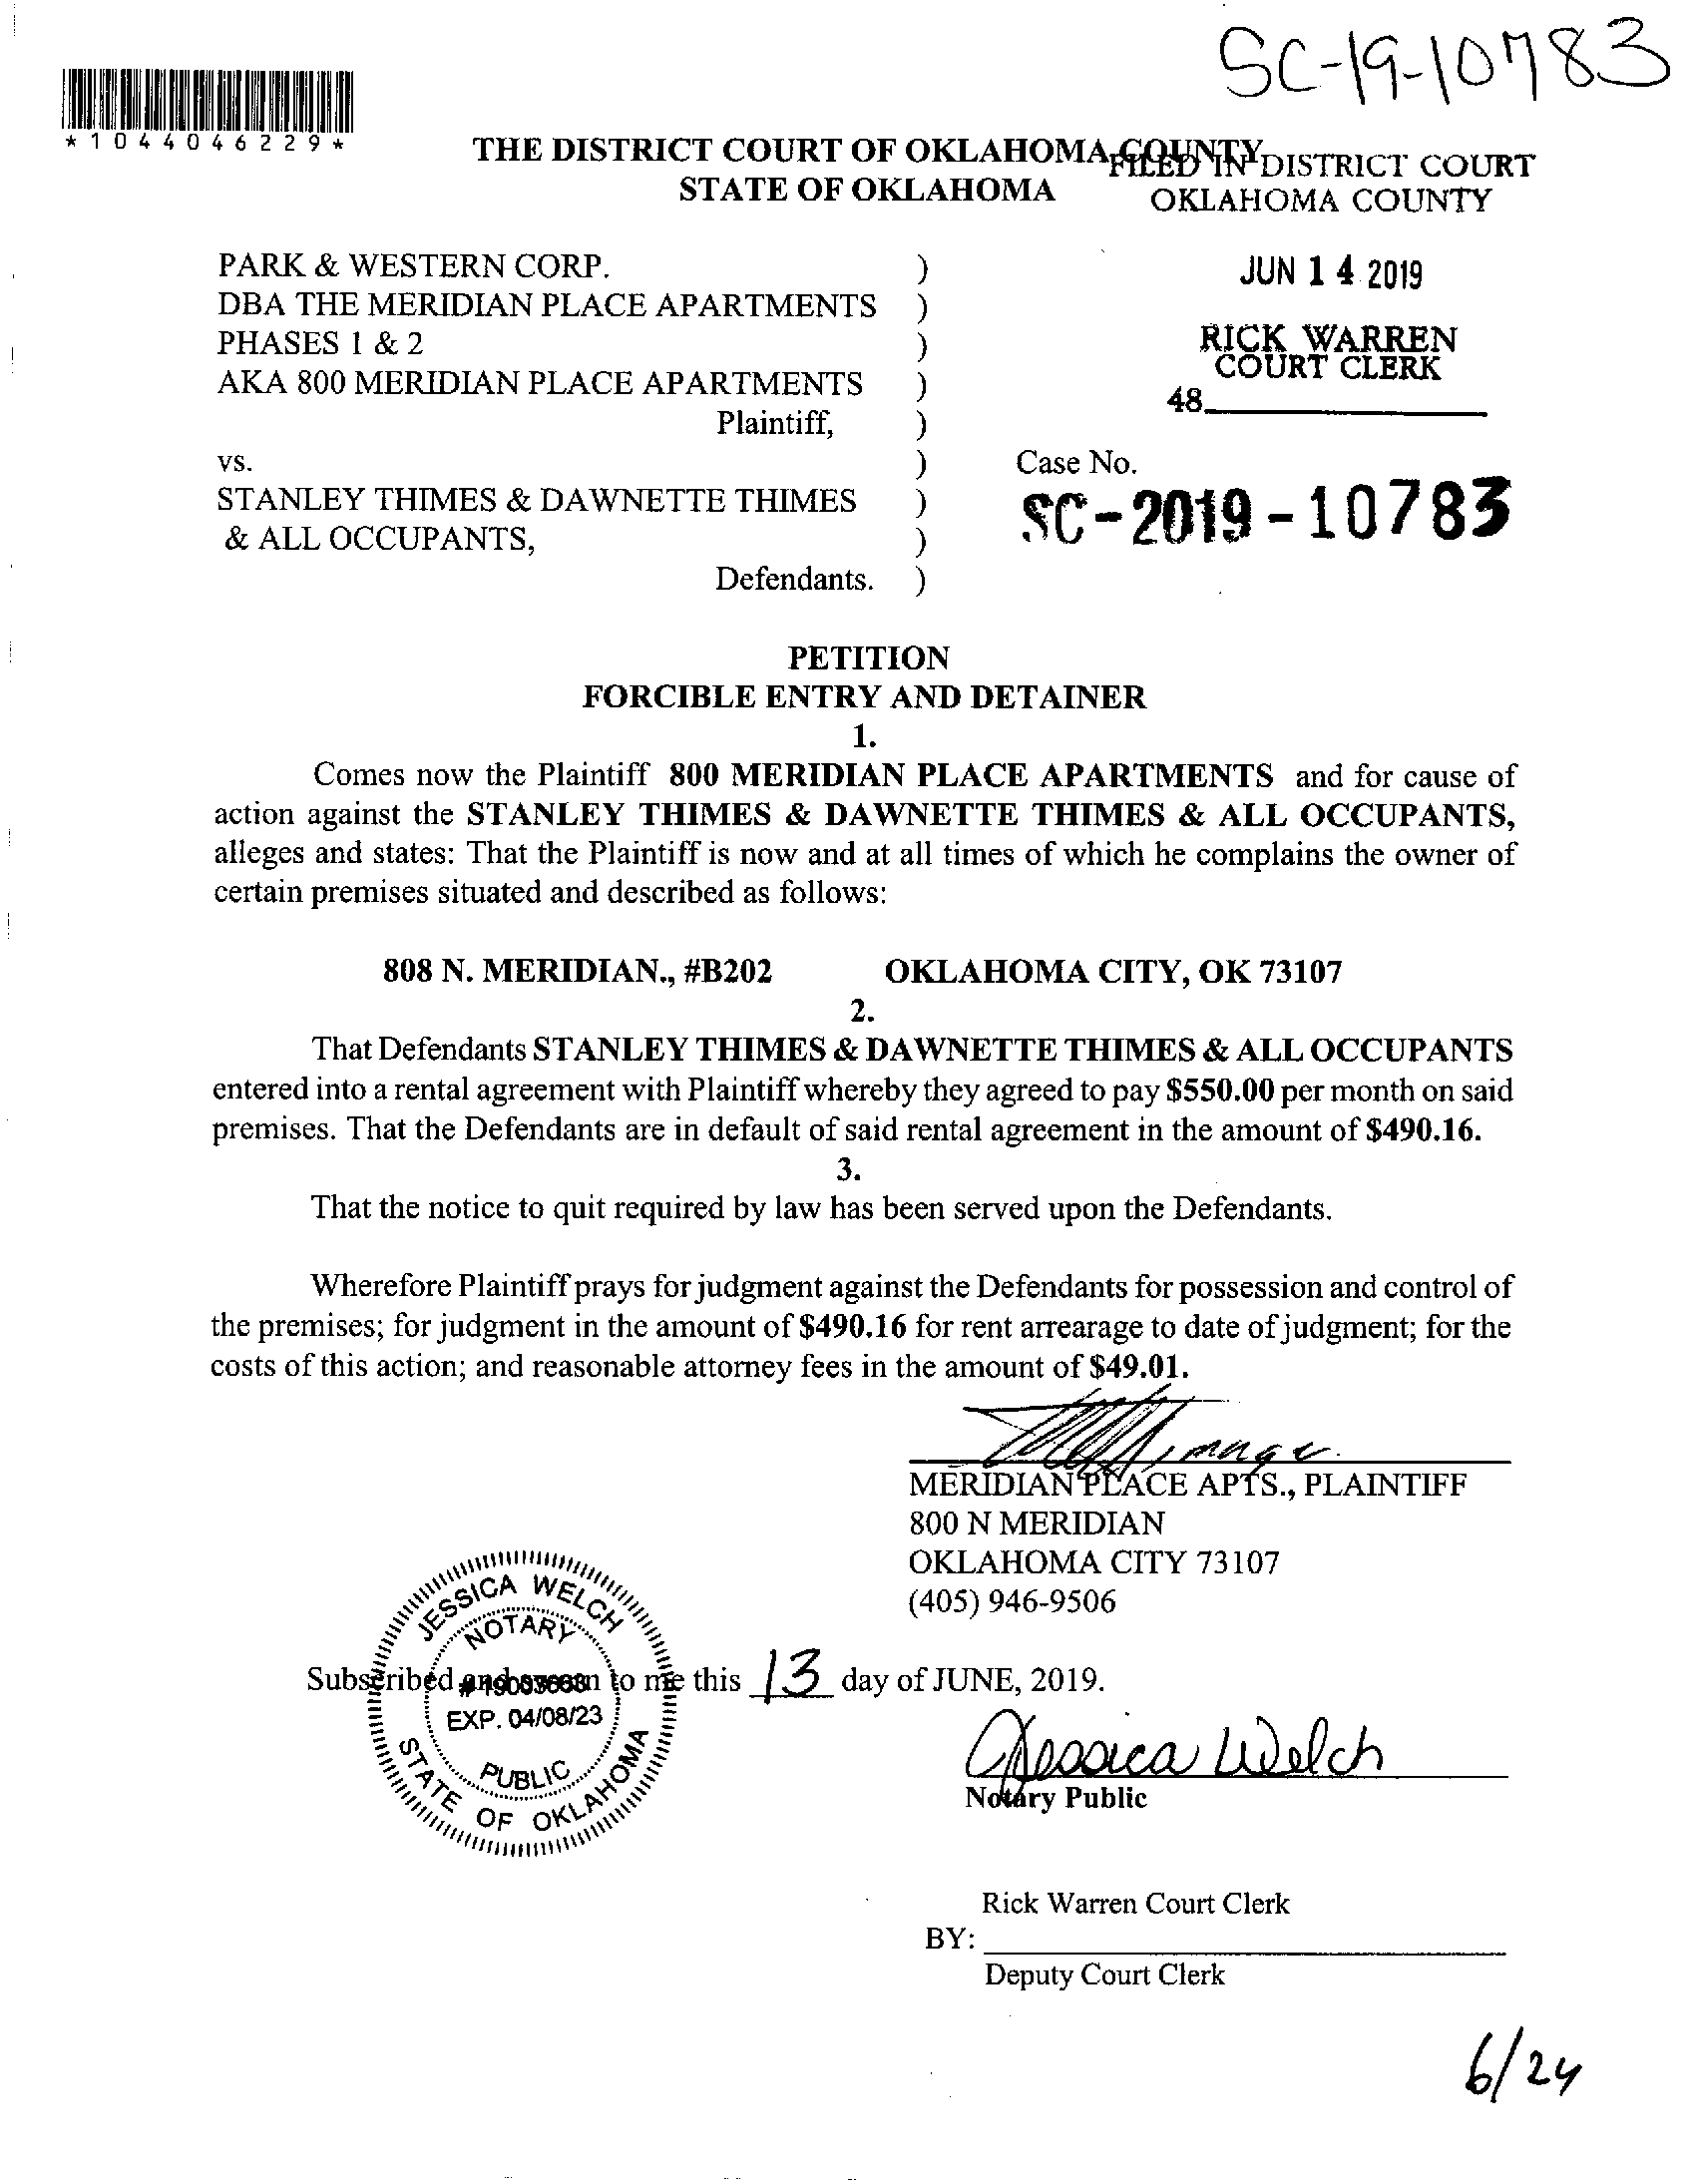 SC-19-10783
*1044046229*
THE DISTRICT COURT OF OKLAHOMA COUNTY
STATE OF OKLAHOMA
FILED IN DISTRICT COURT
OKLAHOMA COUNTY
JUN 14 2019
RICK WARREN
COURT CLERK
48
PARK & WESTERN CORP. )
DBA THE MERIDIAN PLACE APARTMENTS )
PHASES 1 & 2 )
AKA 800 MERIDIAN PLACE APARTMENTS )
Plaintiff, )
vs. )
STANLEY THIMES & DAWNETTE THIMES )
& ALL OCCUPANTS, )
Defendants. )
Case No.
SC-2019-10783
PETITION
FORCIBLE ENTRY AND DETAINER
1.
Comes now the Plaintiff 800 MERIDIAN PLACE APARTMENTS and for cause of
action against the STANLEY THIMES & DAWNETTE THIMES & ALL OCCUPANTS,
alleges and states: That the Plaintiff is now and at all times of which he complains the owner of
certain premises situated and described as follows:
808 N. MERIDIAN., #B202 OKLAHOMA CITY, OK 73107
2.
That Defendants STANLEY THIMES & DAWNETTE THIMES & ALL OCCUPANTS
entered into a rental agreement with Plaintiff whereby they agreed to pay $550.00 per month on said
premises. That the Defendants are in default of said rental agreement in the amount of $490.16.
3.
That the notice to quit required by law has been served upon the Defendants.
Wherefore Plaintiff prays for judgment against the Defendants for possession and control of
the premises; for judgment in the amount of $490.16 for rent arrearage to date of judgment; for the
costs of this action; and reasonable attorney fees in the amount of $49.01.
MERIDIAN PLACE APTS., PLAINTIFF
800 N MERIDIAN
OKLAHOMA CITY 73107
(405) 946-9506
JESSICA WELCH
NOTARY
EXP. 04/08/23
PUBLIC
STATE OF OKLAHOMA
Subscribed and sworn to me this 13 day of JUNE, 2019.
Jessica Welch
Notary Public
Rick Warren Court Clerk
BY:
Deputy Court Clerk
6/24